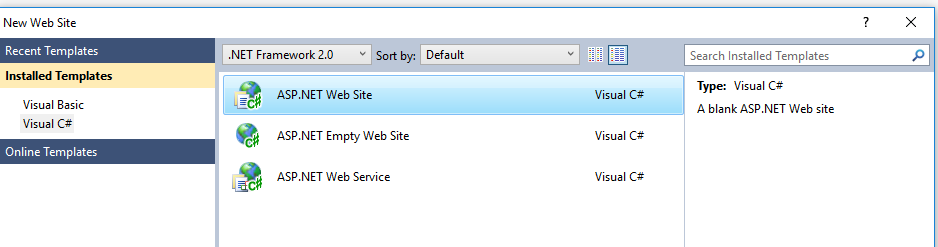 New Web Site
Recent Templates
Installed Templates
Visual Basic
Visual C#
Online Templates
.NET Framework 2.0 Sort by: Default
ASP.NET Web Site Visual C#
ASP.NET Empty Web Site Visual C#
ASP.NET Web Service Visual C#
Search Installed Templates
Type: Visual C#
A blank ASP.NET Web site